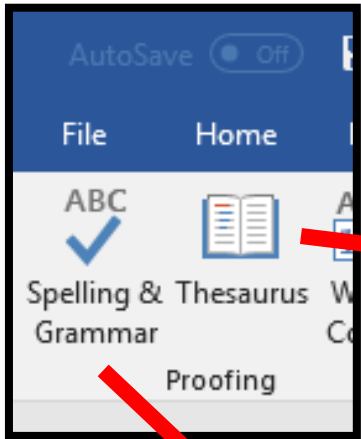 AutoSave Off
File Home
ABC
Spelling & Thesaurus
Grammar
Proofing